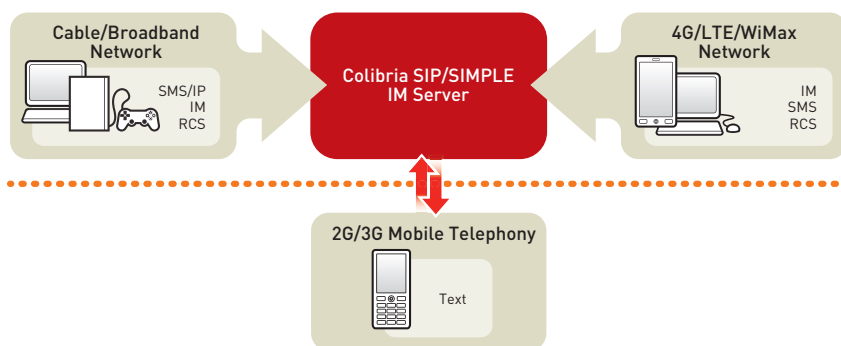 Cable/Broadband
Network
SMS/IP
IM
RCS
Colibria SIP/SIMPLE
IM Server
4G/LTE/WiMax
Network
IM
SMS
RCS
2G/3G Mobile Telephony
Text